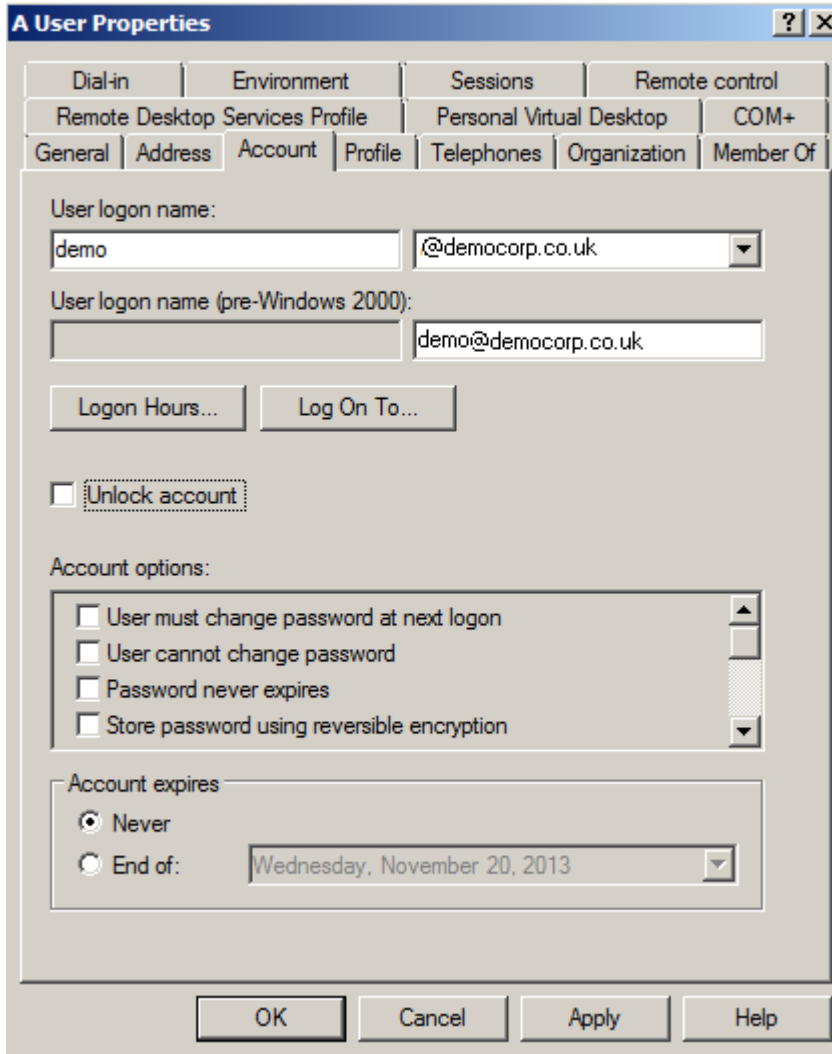 A User Properties
Dial-in Environment Sessions Remote control
Remote Desktop Services Profile Personal Virtual Desktop COM+
General Address Account Profile Telephones Organization Member Of
User logon name:
demo @democorp.co.uk
User logon name (pre-Windows 2000):
demo@democorp.co.uk
Logon Hours... Log On To...
Unlock account
Account options:
User must change password at next logon
User cannot change password
Password never expires
Store password using reversible encryption
Account expires
Never
End of: Wednesday, November 20, 2013
OK Cancel Apply Help